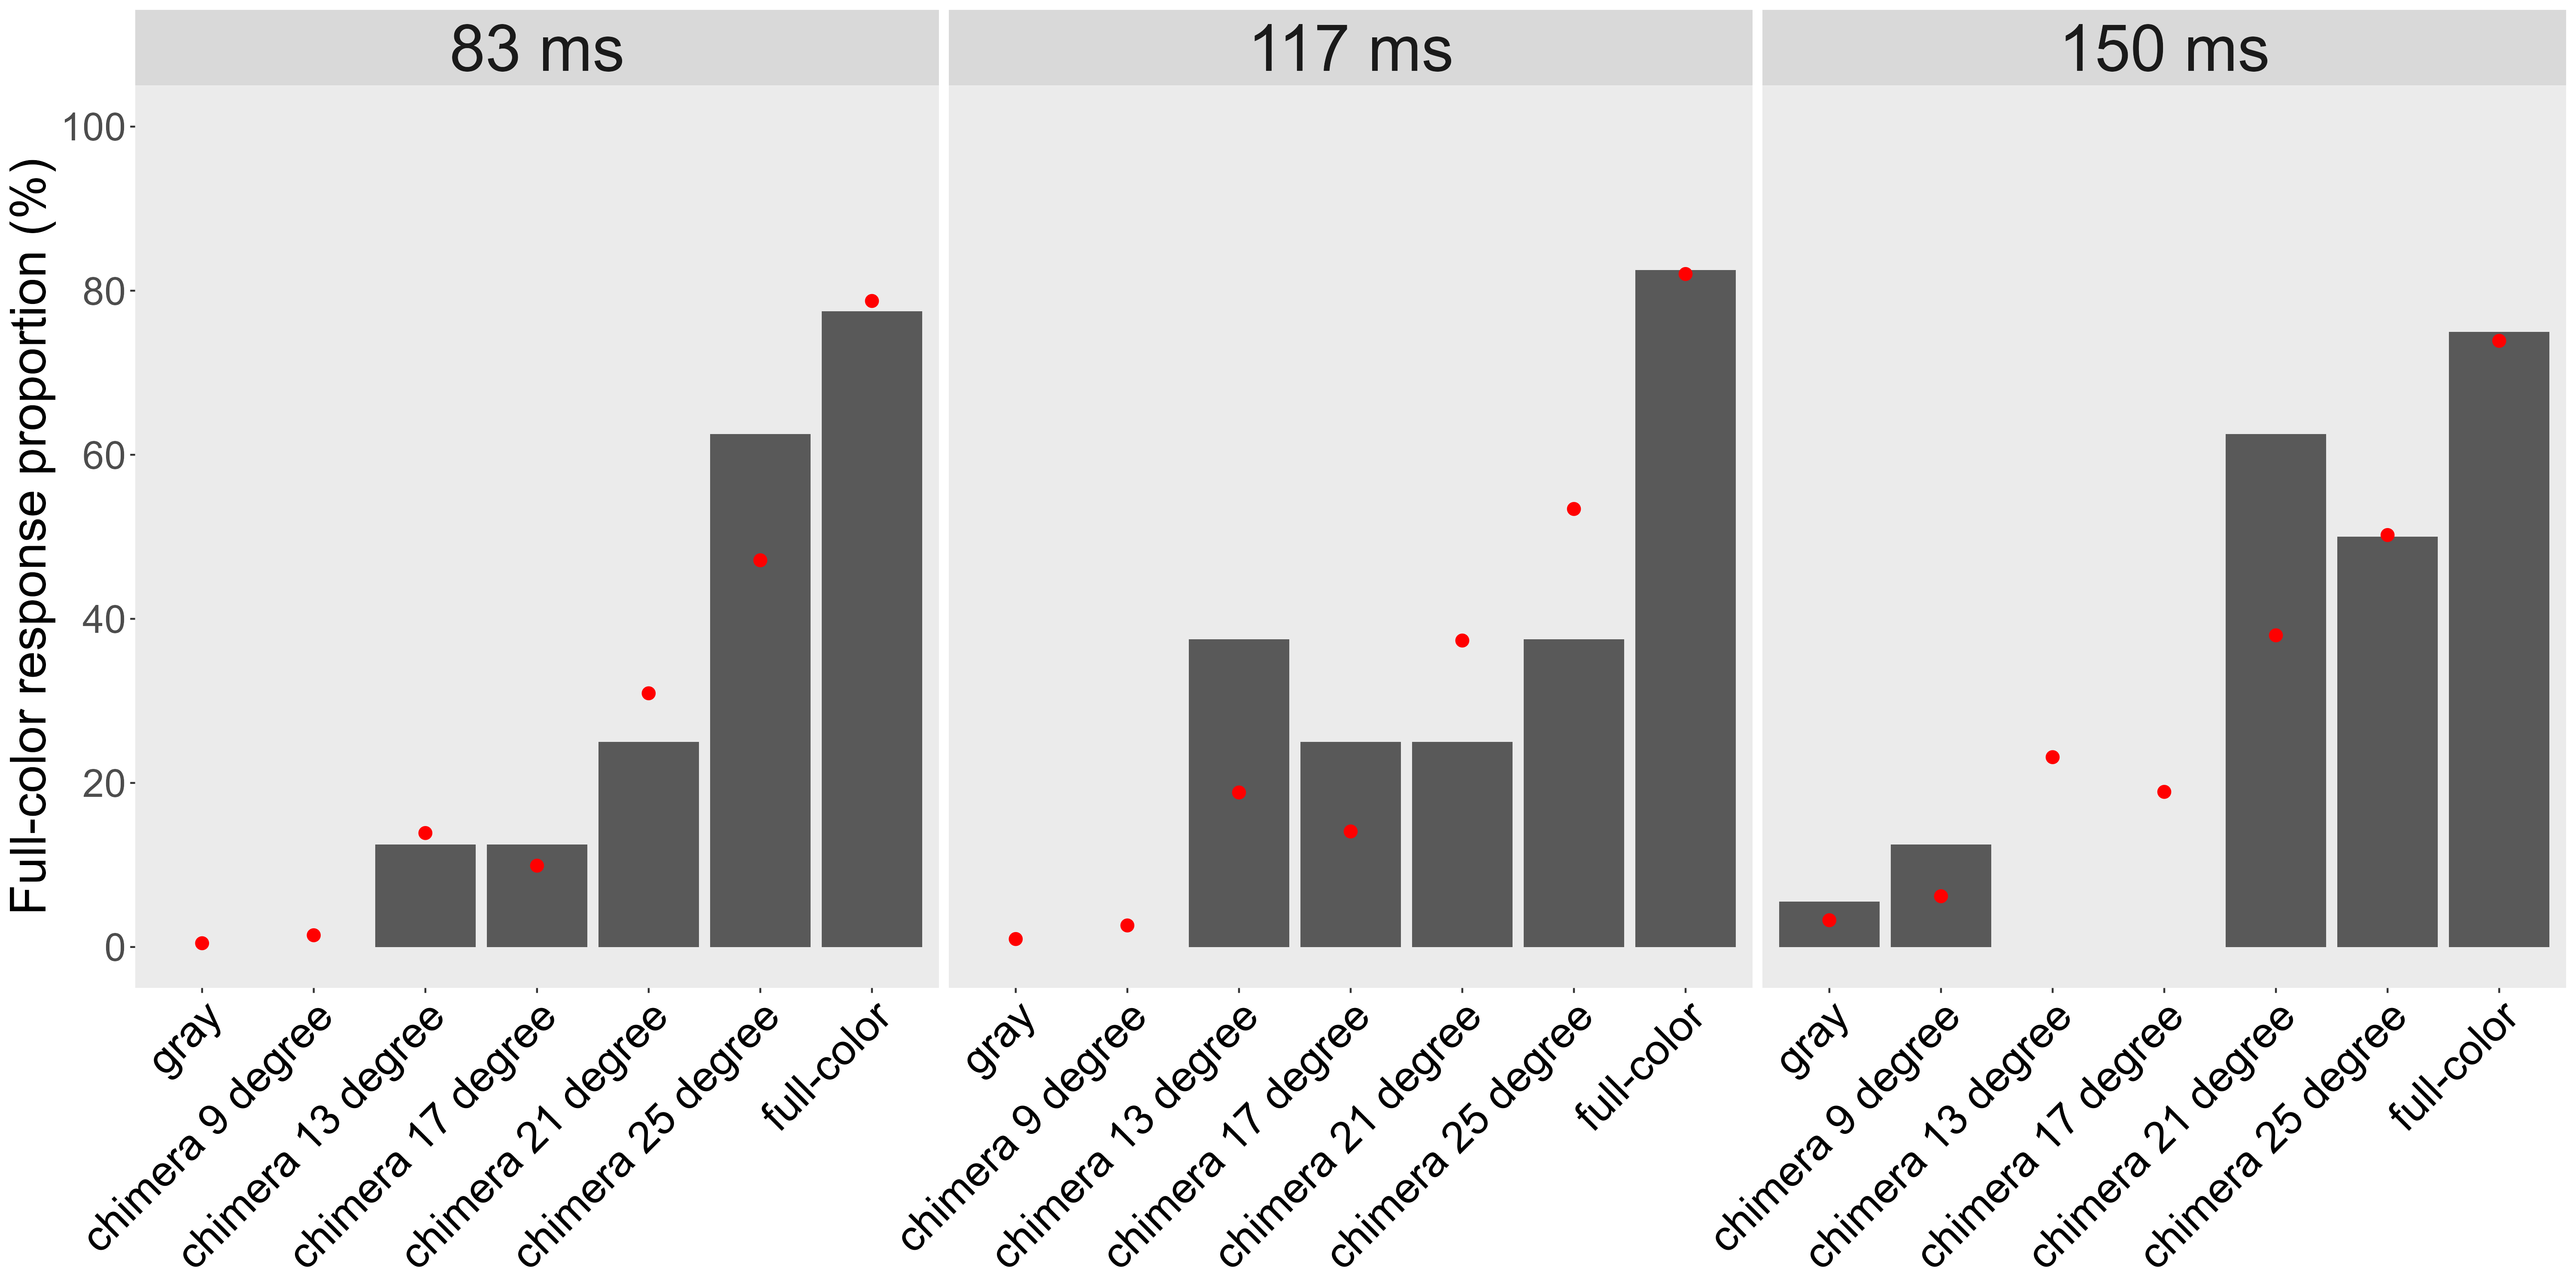 83 ms
117 ms
150 ms
Full-color response proportion (%)
100
80
60
40
20
0
gray
chimera 9 degree
chimera 13 degree
chimera 17 degree
chimera 21 degree
chimera 25 degree
full-color
gray
chimera 9 degree
chimera 13 degree
chimera 17 degree
chimera 21 degree
chimera 25 degree
full-color
gray
chimera 9 degree
chimera 13 degree
chimera 17 degree
chimera 21 degree
chimera 25 degree
full-color